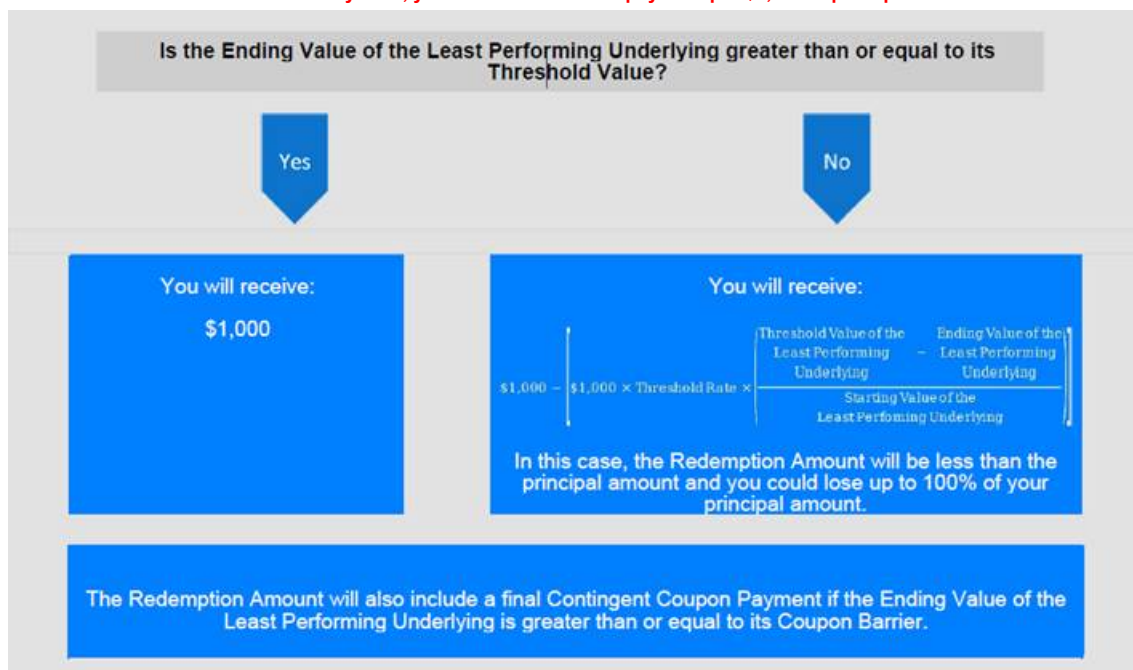 Is the Ending Value of the Least Performing Underlying greater than or equal to its
Threshold Value?
Yes
No
You will receive:
$1,000
You will receive:
$1,000 − [$1,000 × Threshold Rate × (
Threshold Value of the Least Performing Underlying − Ending Value of the Least Performing Underlying
Starting Value of the
Least Perfoming Underlying
)]
In this case, the Redemption Amount will be less than the
principal amount and you could lose up to 100% of your
principal amount.
The Redemption Amount will also include a final Contingent Coupon Payment if the Ending Value of the
Least Performing Underlying is greater than or equal to its Coupon Barrier.